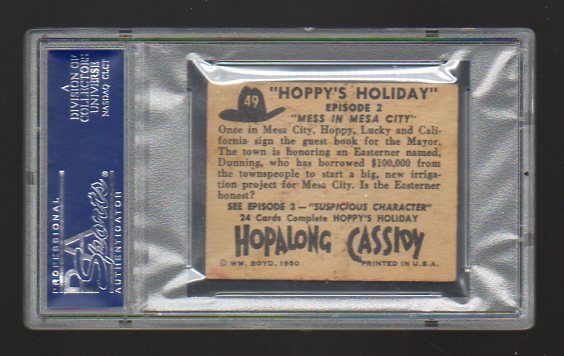 A
DIVISION OF
COLLECTORS
UNIVERSE
NASDAQ: CLCT
PROFESSIONAL
PSA
Sports
AUTHENTICATOR
49
"HOPPY'S HOLIDAY"
EPISODE 2
"MESS IN MESA CITY"
Once in Mesa City, Hoppy, Lucky and Cali-
fornia sign the guest book for the Mayor.
The town is honoring an Easterner named,
Dunning, who has borrowed $100,000 from
the townspeople to start a big, new irriga-
tion project for Mesa City. Is the Easterner
honest?
SEE EPISODE 3 — "SUSPICIOUS CHARACTER"
24 Cards Complete HOPPY'S HOLIDAY
HOPALONG CASSIDY
© WM. BOYD, 1950 PRINTED IN U.S.A.